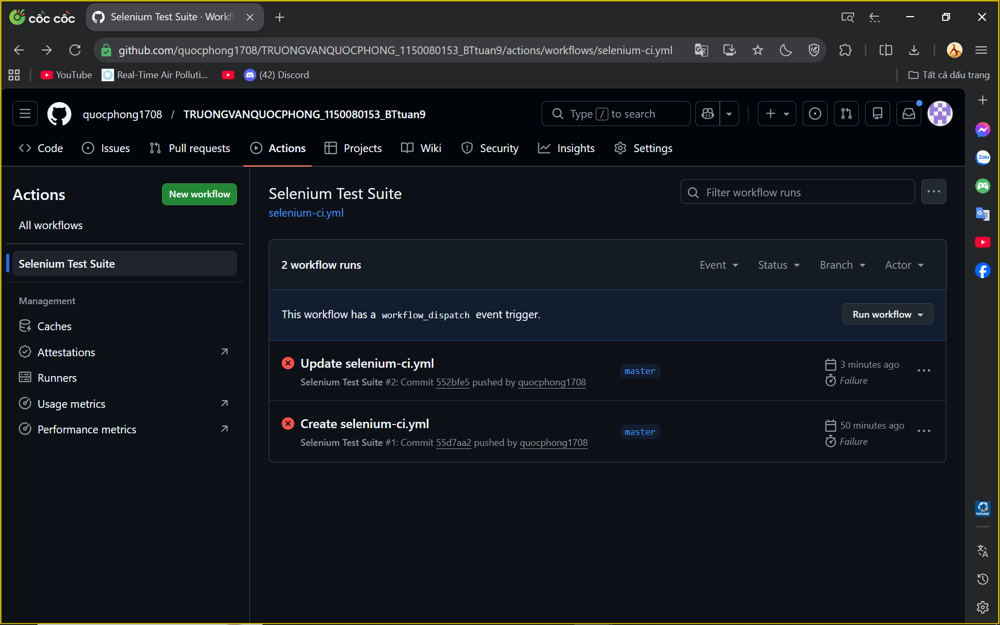 cốc cốc
Selenium Test Suite · Workfl
github.com/quocphong1708/TRUONGVANQUOCPHONG_1150080153_BTtuan9/actions/workflows/selenium-ci.yml
YouTube
Real-Time Air Polluti...
(42) Discord
Tất cả dấu trang
quocphong1708 / TRUONGVANQUOCPHONG_1150080153_BTtuan9
Type / to search
Code
Issues
Pull requests
Actions
Projects
Wiki
Security
Insights
Settings
Actions
New workflow
All workflows
Selenium Test Suite
Management
Caches
Attestations
Runners
Usage metrics
Performance metrics
Selenium Test Suite
selenium-ci.yml
Filter workflow runs
2 workflow runs
Event
Status
Branch
Actor
This workflow has a workflow_dispatch event trigger.
Run workflow
Update selenium-ci.yml
Selenium Test Suite #2: Commit 552bfe5 pushed by quocphong1708
master
3 minutes ago
Failure
Create selenium-ci.yml
Selenium Test Suite #1: Commit 55d7aa2 pushed by quocphong1708
master
50 minutes ago
Failure
Zalo